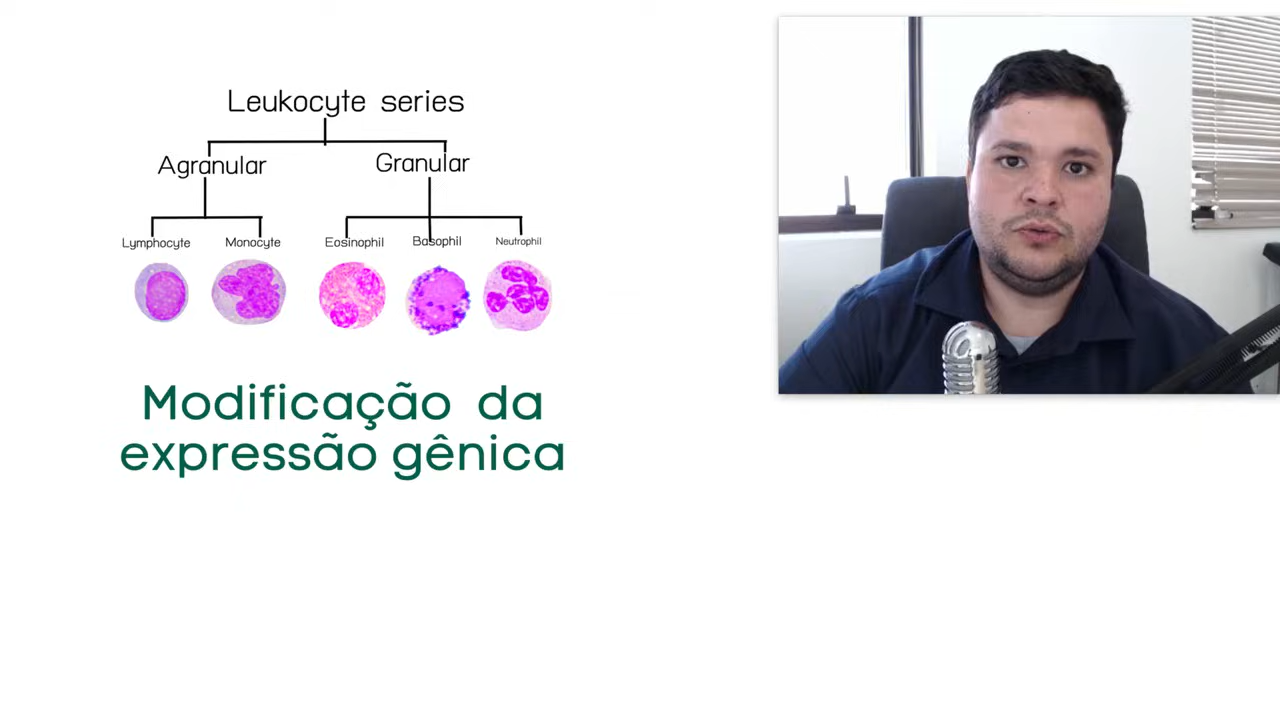 Leukocyte series
Agranular
Granular
Lymphocyte
Monocyte
Eosinophil
Basophil
Neutrophil
Modificação da
expressão gênica